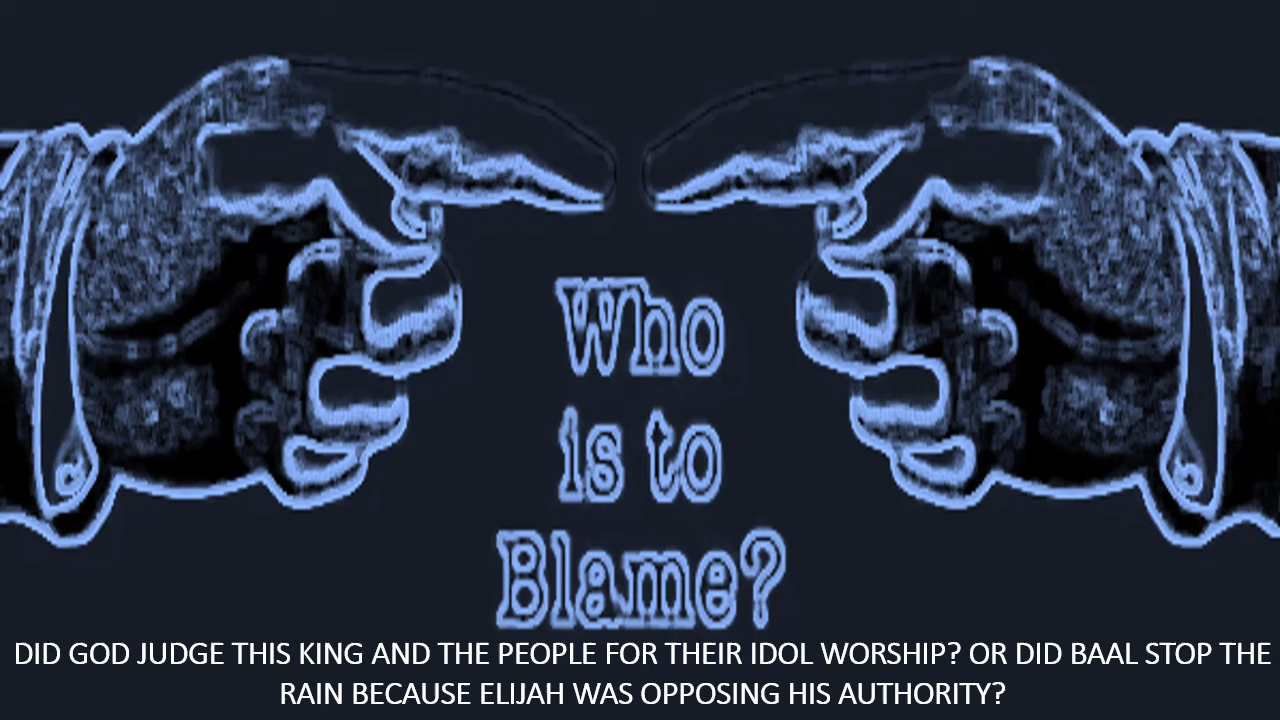 Who
is to
Blame?
DID GOD JUDGE THIS KING AND THE PEOPLE FOR THEIR IDOL WORSHIP? OR DID BAAL STOP THE
RAIN BECAUSE ELIJAH WAS OPPOSING HIS AUTHORITY?